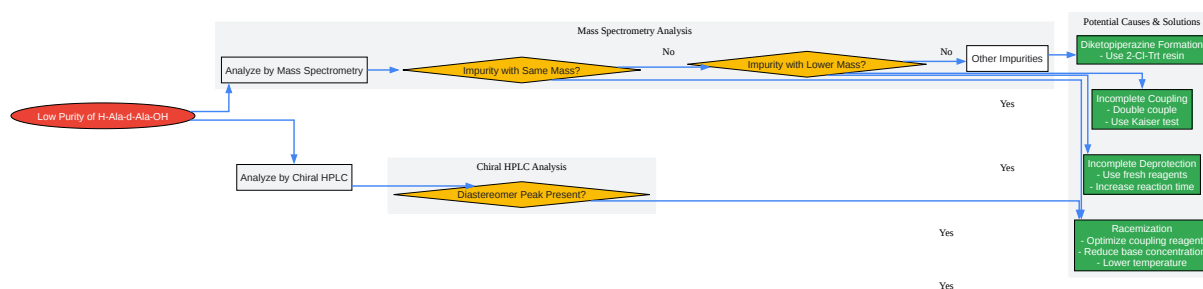 Mass Spectrometry Analysis
Potential Causes & Solutions
No
No
Analyze by Mass Spectrometry
Impurity with Same Mass?
Impurity with Lower Mass?
Other Impurities
Diketopiperazine Formation
- Use 2-Cl-Trt resin
Low Purity of H-Ala-d-Ala-OH
Yes
Incomplete Coupling
- Double couple
- Use Kaiser test
Chiral HPLC Analysis
Analyze by Chiral HPLC
Diastereomer Peak Present?
Yes
Incomplete Deprotection
- Use fresh reagents
- Increase reaction time
Yes
Racemization
- Optimize coupling reagent
- Reduce base concentration
- Lower temperature
Yes